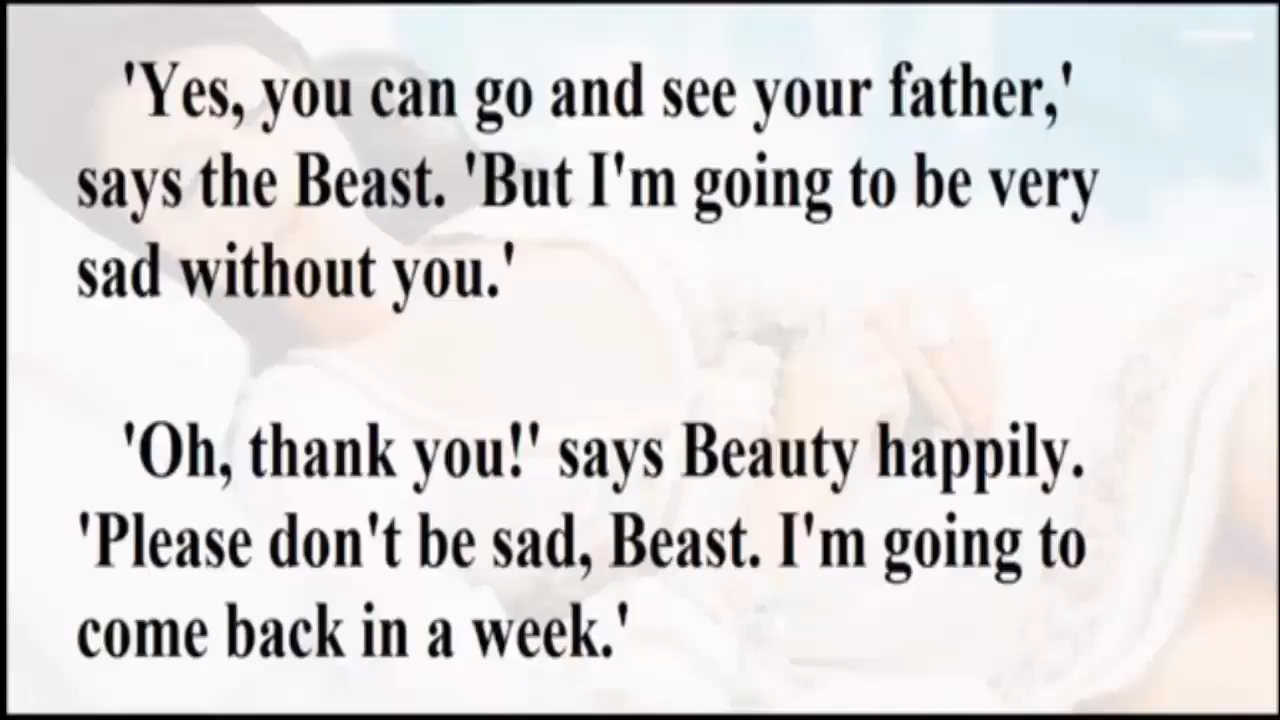 'Yes, you can go and see your father,'
says the Beast. 'But I'm going to be very
sad without you.'
'Oh, thank you!' says Beauty happily.
'Please don't be sad, Beast. I'm going to
come back in a week.'